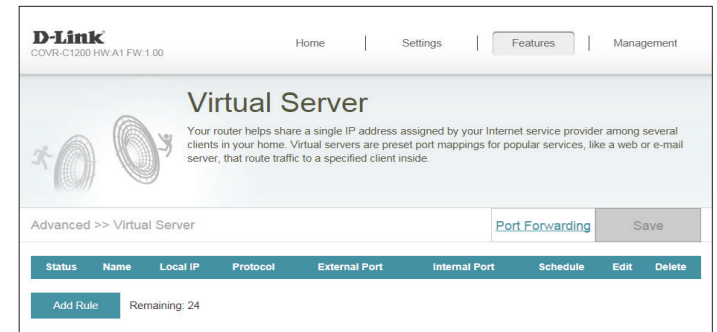 D-Link
COVR-C1200 HW:A1 FW:1.00
Home | Settings | Features | Management
Virtual Server
Your router helps share a single IP address assigned by your Internet service provider among several
clients in your home. Virtual servers are preset port mappings for popular services, like a web or e-mail
server, that route traffic to a specified client inside.
Advanced >> Virtual Server
Port Forwarding
Save
Status Name Local IP Protocol External Port Internal Port Schedule Edit Delete
Add Rule Remaining: 24